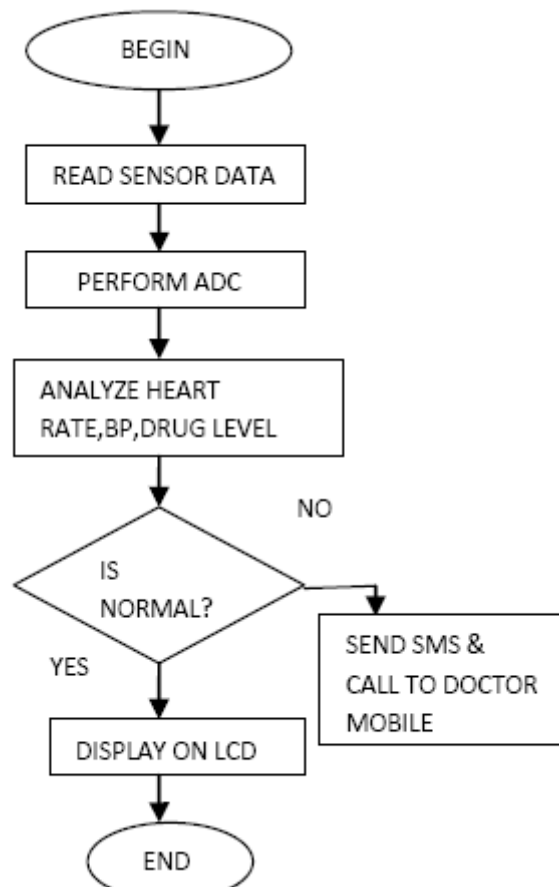 BEGIN
READ SENSOR DATA
PERFORM ADC
ANALYZE HEART
RATE,BP,DRUG LEVEL
NO
IS
NORMAL?
YES
SEND SMS &
CALL TO DOCTOR
MOBILE
DISPLAY ON LCD
END